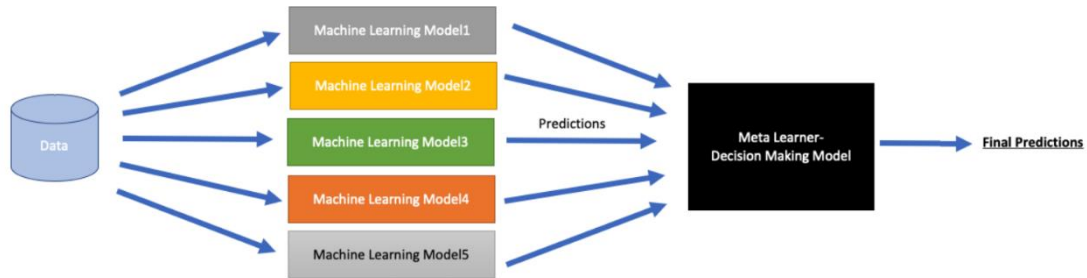 Data
Machine Learning Model1
Machine Learning Model2
Machine Learning Model3
Machine Learning Model4
Machine Learning Model5
Predictions
Meta Learner-
Decision Making Model
Final Predictions